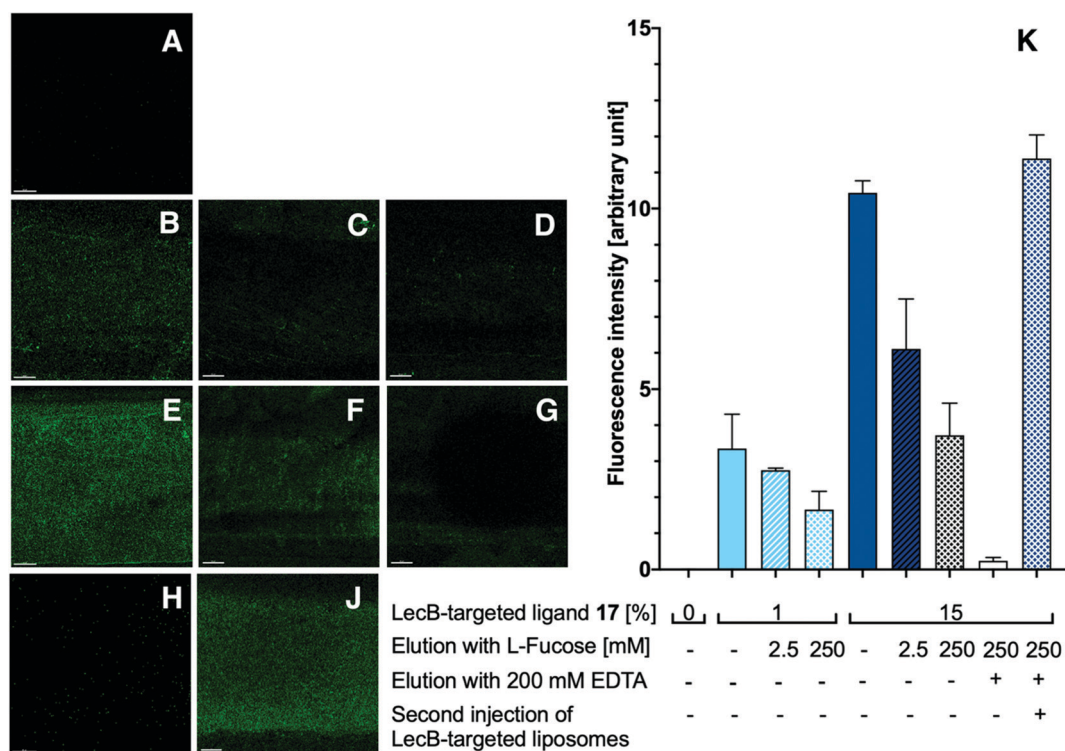 A
B
C
D
E
F
G
H
J
K
Fluorescence intensity [arbitrary unit]
15
10
5
0
LecB-targeted ligand 17 [%] 0 1 15
Elution with L-Fucose [mM] - - 2.5 250 - 2.5 250 250 250
Elution with 200 mM EDTA - - - - - - - + +
Second injection of
LecB-targeted liposomes - - - - - - - - +